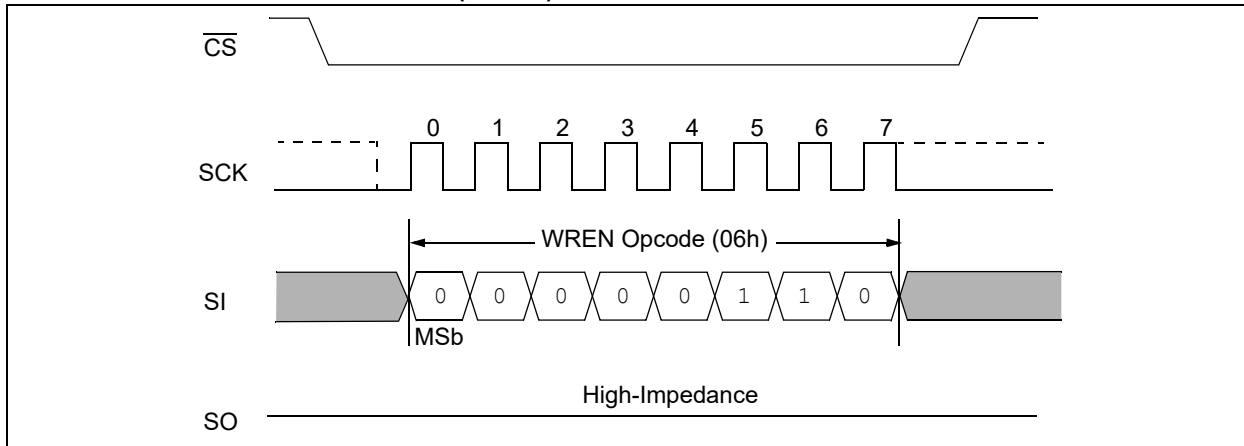 CS
0 1 2 3 4 5 6 7
SCK
WREN Opcode (06h)
SI 0 0 0 0 0 1 1 0
MSb
High-Impedance
SO